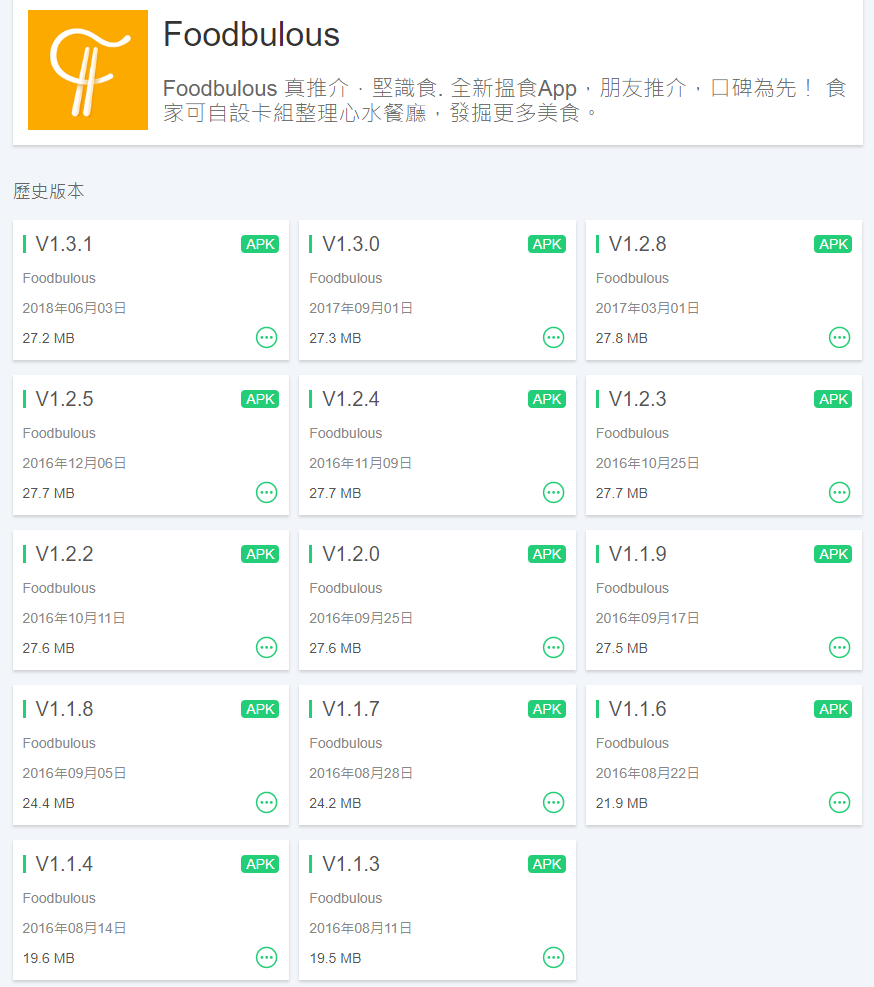 Foodbulous
Foodbulous 真推介．堅識食. 全新搵食App，朋友推介，口碑為先！ 食
家可自設卡組整理心水餐廳，發掘更多美食。
歷史版本
V1.3.1 APK
Foodbulous
2018年06月03日
27.2 MB
V1.3.0 APK
Foodbulous
2017年09月01日
27.3 MB
V1.2.8 APK
Foodbulous
2017年03月01日
27.8 MB
V1.2.5 APK
Foodbulous
2016年12月06日
27.7 MB
V1.2.4 APK
Foodbulous
2016年11月09日
27.7 MB
V1.2.3 APK
Foodbulous
2016年10月25日
27.7 MB
V1.2.2 APK
Foodbulous
2016年10月11日
27.6 MB
V1.2.0 APK
Foodbulous
2016年09月25日
27.6 MB
V1.1.9 APK
Foodbulous
2016年09月17日
27.5 MB
V1.1.8 APK
Foodbulous
2016年09月05日
24.4 MB
V1.1.7 APK
Foodbulous
2016年08月28日
24.2 MB
V1.1.6 APK
Foodbulous
2016年08月22日
21.9 MB
V1.1.4 APK
Foodbulous
2016年08月14日
19.6 MB
V1.1.3 APK
Foodbulous
2016年08月11日
19.5 MB